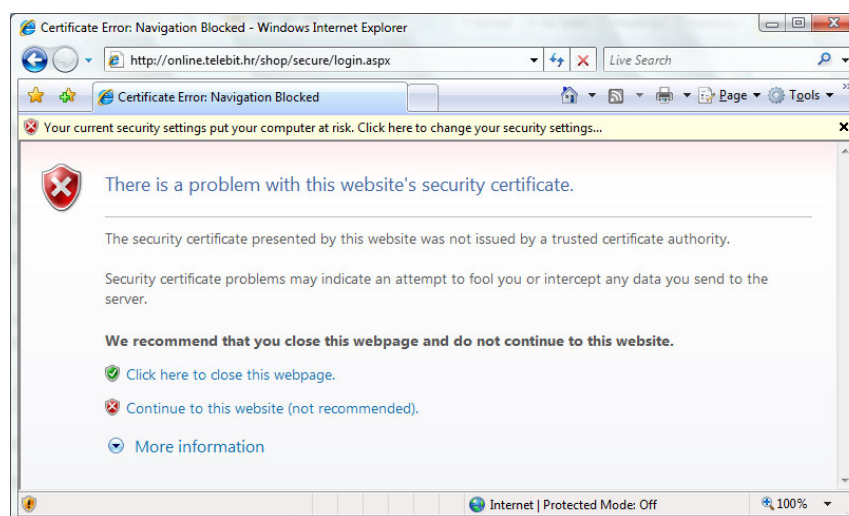 Certificate Error: Navigation Blocked - Windows Internet Explorer
http://online.telebit.hr/shop/secure/login.aspx
Live Search
Certificate Error: Navigation Blocked
Page
Tools
Your current security settings put your computer at risk. Click here to change your security settings...
There is a problem with this website's security certificate.
The security certificate presented by this website was not issued by a trusted certificate authority.
Security certificate problems may indicate an attempt to fool you or intercept any data you send to the
server.
We recommend that you close this webpage and do not continue to this website.
Click here to close this webpage.
Continue to this website (not recommended).
More information
Internet | Protected Mode: Off
100%